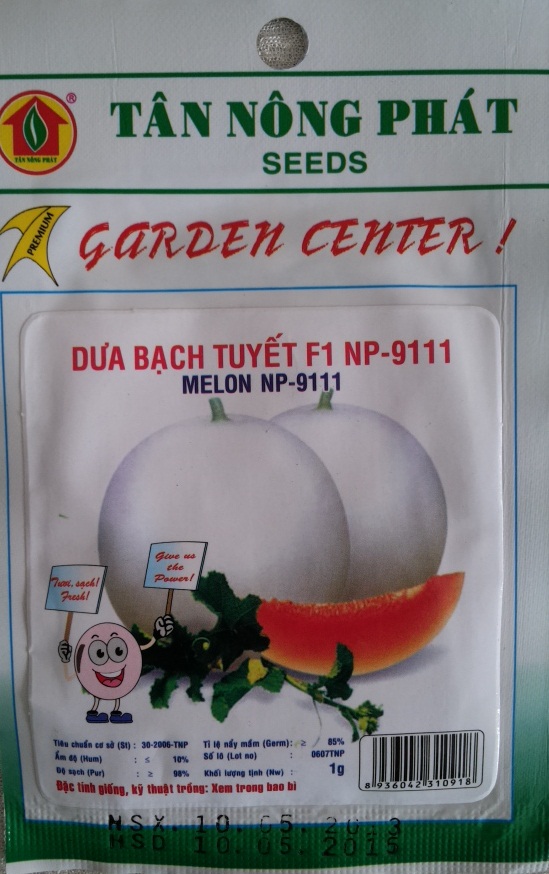 ®
TÂN NÔNG PHÁT
TÂN NÔNG PHÁT
SEEDS
PREMIUM
GARDEN CENTER !
DƯA BẠCH TUYẾT F1 NP-9111
MELON NP-9111
Give us
the
Power!
Tươi, sạch!
Fresh!
Tiêu chuẩn cơ sở (St) : 30-2006-TNP Tỉ lệ nẩy mầm (Germ) : ≥ 85%
Ẩm độ (Hum) : ≤ 10% Số lô (Lot no) : 0607TNP
Độ sạch (Pur) : ≥ 98% Khối lượng tịnh (Nw) : 1g
Đặc tính giống, kỹ thuật trồng: Xem trong bao bì
8 936042 310918
NSX. 10. 05. 
HSD 10. 05. 2015